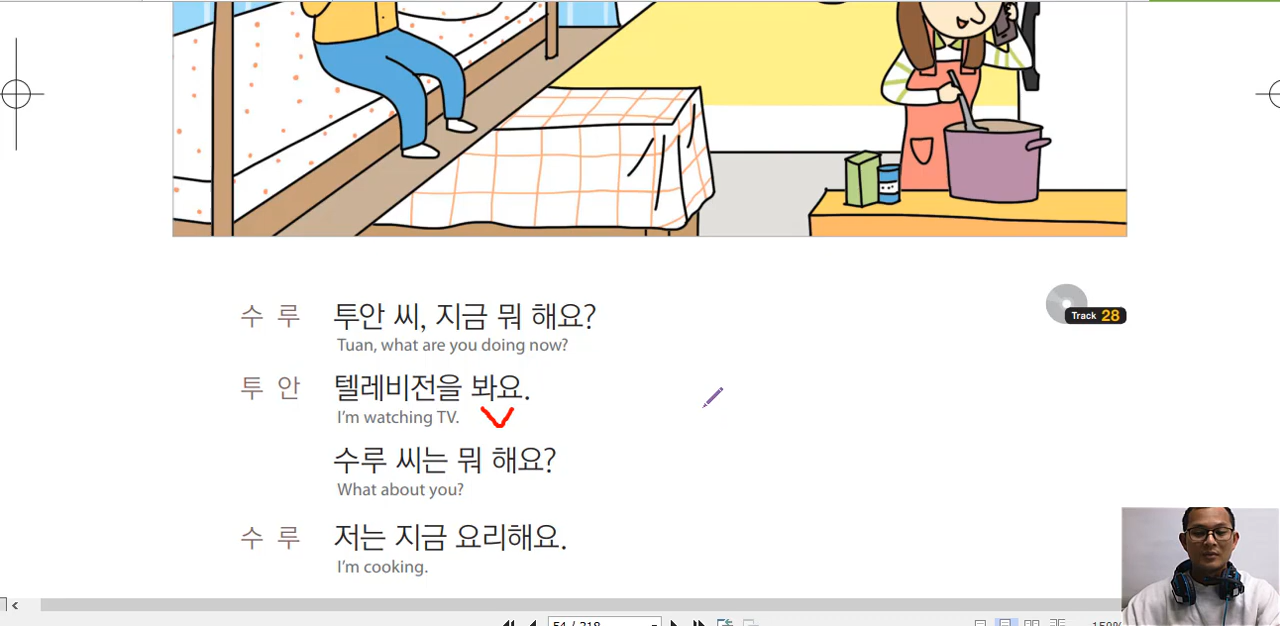 수 루 투안 씨, 지금 뭐 해요?
Tuan, what are you doing now?
Track 28
투 안 텔레비전을 봐요.
I'm watching TV.
수루 씨는 뭐 해요?
What about you?
수 루 저는 지금 요리해요.
I'm cooking.